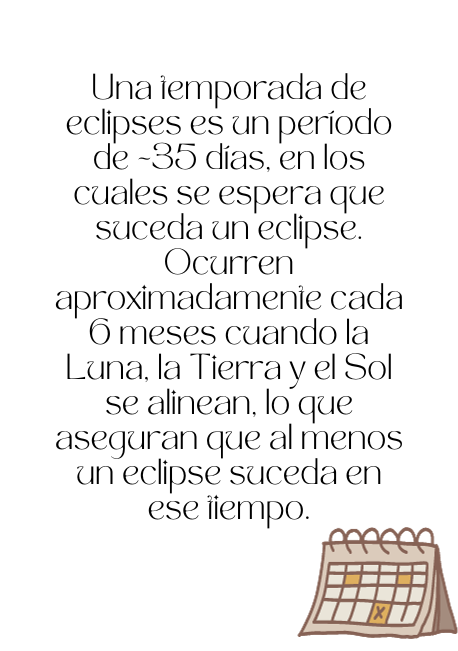 Una temporada de
eclipses es un período
de ~35 días, en los
cuales se espera que
suceda un eclipse.
Ocurren
aproximadamente cada
6 meses cuando la
Luna, la Tierra y el Sol
se alinean, lo que
aseguran que al menos
un eclipse suceda en
ese tiempo.
X